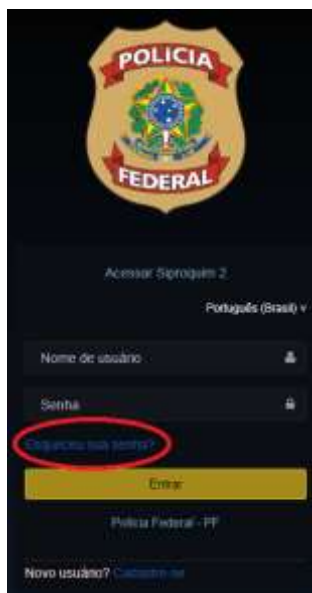 POLICIA
FEDERAL
Acessar Siproquim 2
Português (Brasil) v
Nome de usuário
Senha
Esqueceu sua senha?
Entrar
Polícia Federal - PF
Novo usuário? Cadastre-se